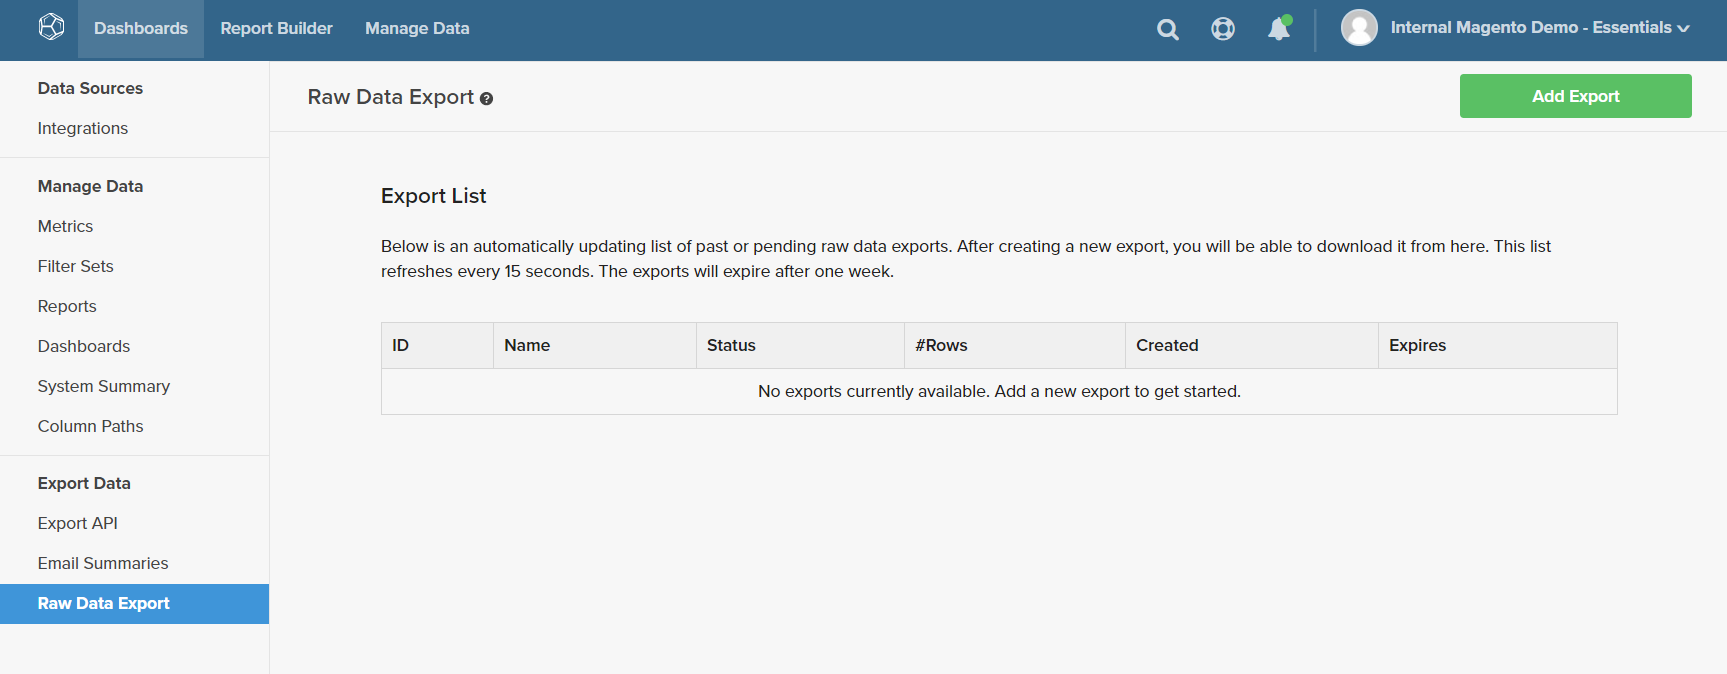 Dashboards Report Builder Manage Data Internal Magento Demo - Essentials
Data Sources
Integrations
Manage Data
Metrics
Filter Sets
Reports
Dashboards
System Summary
Column Paths
Export Data
Export API
Email Summaries
Raw Data Export
Raw Data Export ?
Add Export
Export List
Below is an automatically updating list of past or pending raw data exports. After creating a new export, you will be able to download it from here. This list
refreshes every 15 seconds. The exports will expire after one week.
ID Name Status #Rows Created Expires
No exports currently available. Add a new export to get started.